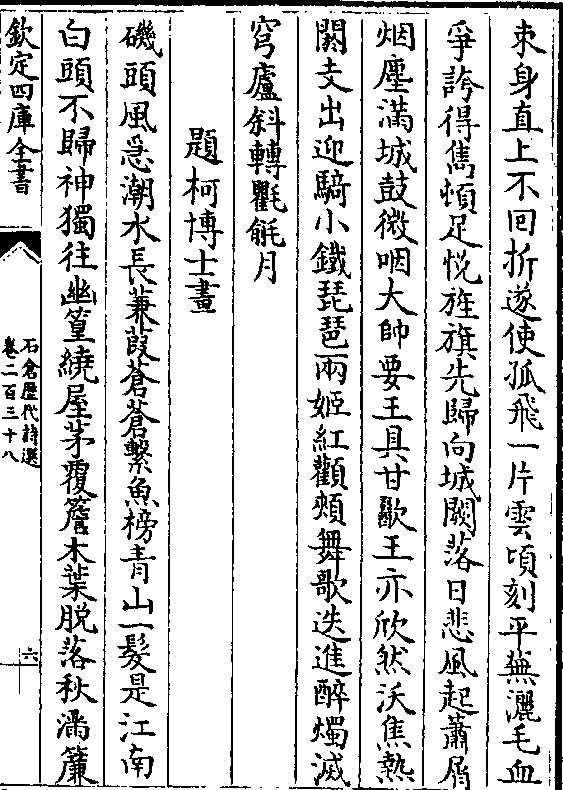 束身直上不回折遂使孤飛一片雲頃刻平蕪灑毛血
爭誇得雋頓足悦旌旗先歸向城闕落日悲風起蕭屑
烟塵滿城鼓微咽大帥要王具甘歠王亦欣然沃焦熱
閼支出迎騎小鐵琵琶兩姬紅顴頰舞歌迭進醉燭滅
穹廬斜轉氍毹月
題柯博士畫
磯頭風急潮水長蒹葭蒼蒼繫魚榜青山一髮是江南
白頭不歸神獨往幽篁繞屋茅覆簷木葉脱落秋滿簾
欽定四庫全書
石倉歷代詩選
卷二百三十八
六